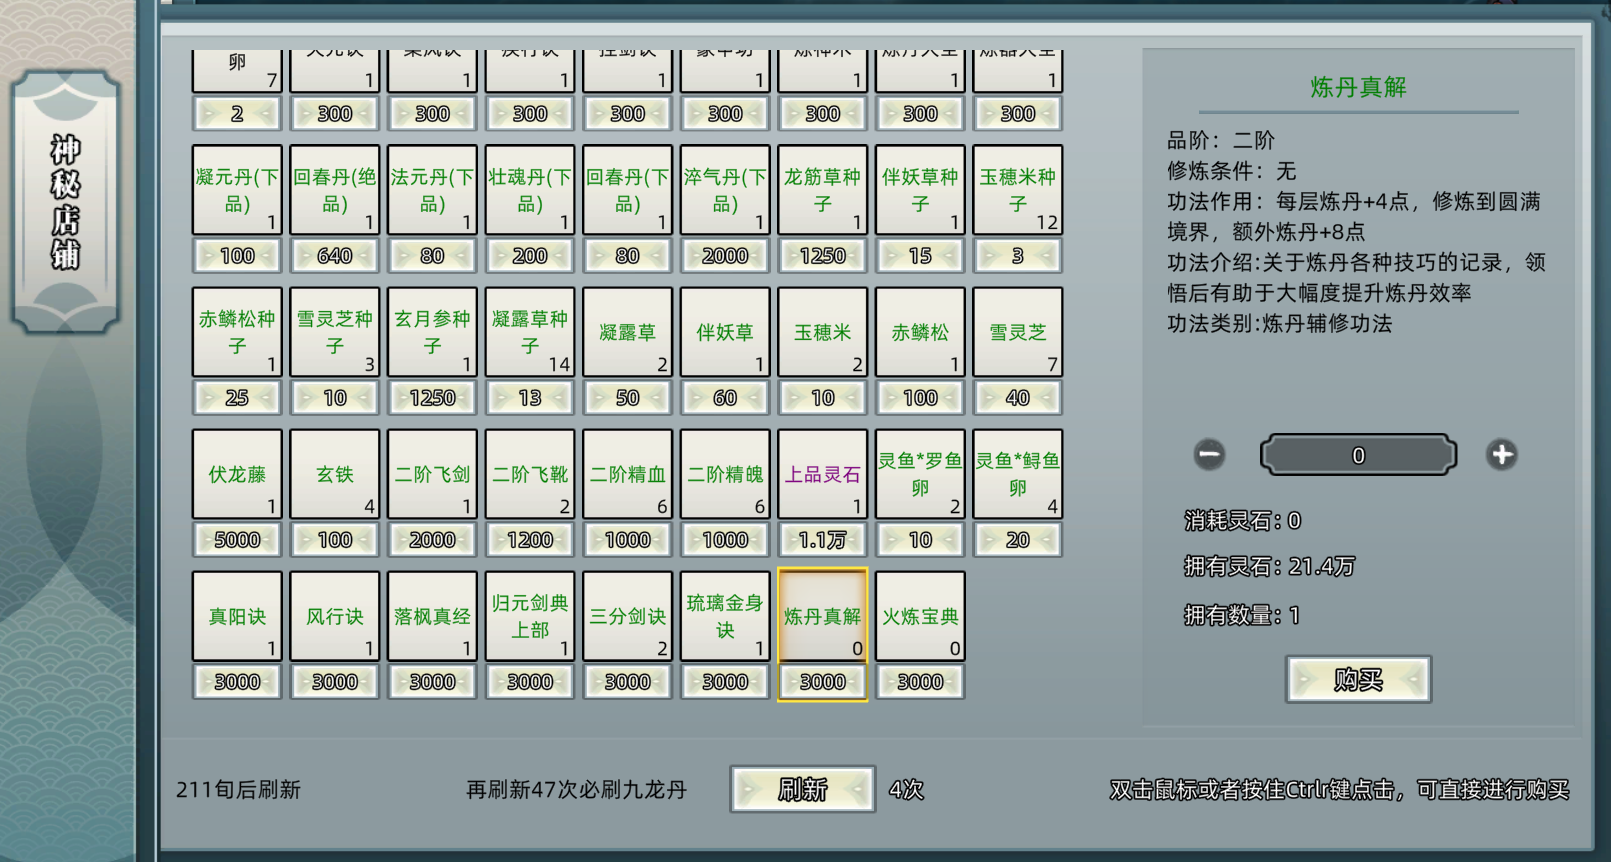 神秘店铺
卵
7 1 1 1 1 1 1 1 1
2 300 300 300 300 300 300 300 300
凝元丹(下 回春丹(绝 法元丹(下 壮魂丹(下 回春丹(下 淬气丹(下 龙筋草种 伴妖草种 玉穗米种
品) 品) 品) 品) 品) 品) 子 子 子
1 1 1 1 1 1 1 1 12
100 640 80 200 80 2000 1250 15 3
赤鳞松种 雪灵芝种 玄月参种 凝露草种 凝露草 伴妖草 玉穗米 赤鳞松 雪灵芝
子 子 子 子
1 3 1 14 2 1 2 1 7
25 10 1250 13 50 60 10 100 40
伏龙藤 玄铁 二阶飞剑 二阶飞靴 二阶精血 二阶精魄 上品灵石 灵鱼*罗鱼 灵鱼*鲟鱼
卵 卵
1 4 1 2 6 6 1 2 4
5000 100 2000 1200 1000 1000 1.1万 10 20
真阳诀 风行诀 落枫真经 归元剑典 三分剑诀 琉璃金身 炼丹真解 火炼宝典
上部 诀
1 1 1 1 2 1 0 0
3000 3000 3000 3000 3000 3000 3000 3000
炼丹真解
品阶：二阶
修炼条件：无
功法作用：每层炼丹+4点，修炼到圆满
境界，额外炼丹+8点
功法介绍:关于炼丹各种技巧的记录，领
悟后有助于大幅度提升炼丹效率
功法类别:炼丹辅修功法
0
消耗灵石: 0
拥有灵石: 21.4万
拥有数量: 1
购买
211旬后刷新 再刷新47次必刷九龙丹 刷新 4次 双击鼠标或者按住Ctrlr键点击，可直接进行购买